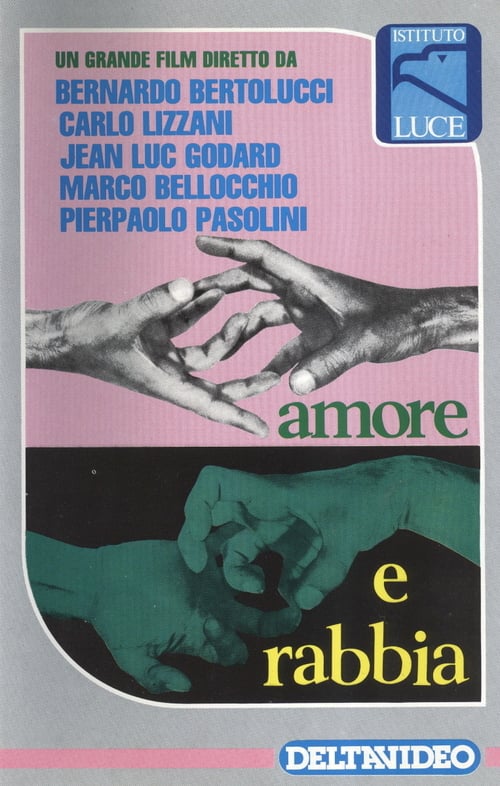 ISTITUTO
LUCE
UN GRANDE FILM DIRETTO DA
BERNARDO BERTOLUCCI
CARLO LIZZANI
JEAN LUC GODARD
MARCO BELLOCCHIO
PIERPAOLO PASOLINI
amore
e
rabbia
DELTAVIDEO